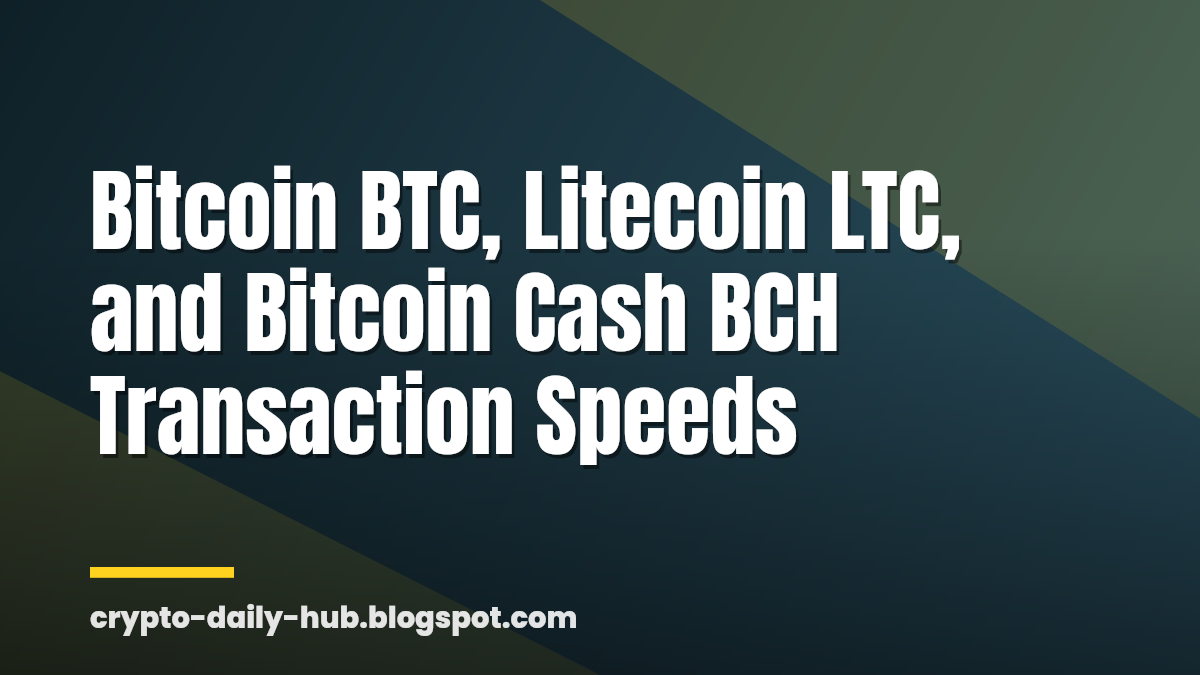 Bitcoin BTC, Litecoin LTC,
and Bitcoin Cash BCH
Transaction Speeds
crypto-daily-hub.blogspot.com